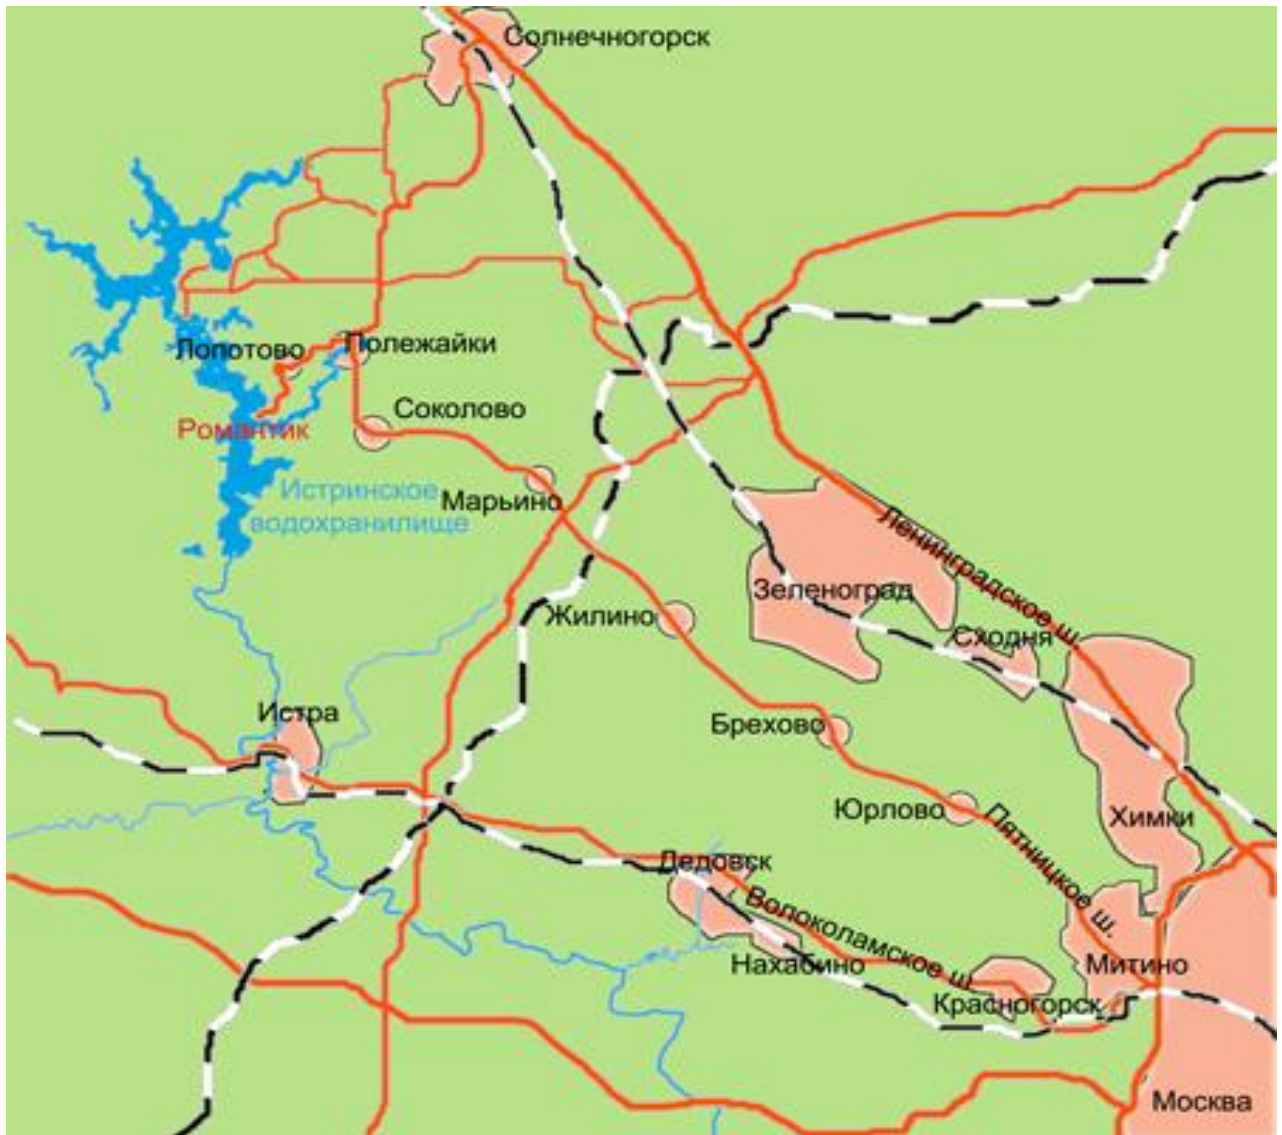 Солнечногорск
Лопотово
Полежайки
Соколово
Романтик
Истринское
водохранилище
Марьино
Ленинградское ш.
Зеленоград
Жилино
Сходня
Истра
Брехово
Юрлово
Пятницкое ш.
Химки
Дедовск
Волоколамское ш
Нахабино
Митино
Красногорск
Москва